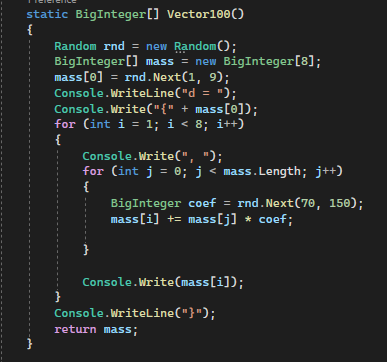 static BigInteger[] Vector100()
{
Random rnd = new Random();
BigInteger[] mass = new BigInteger[8];
mass[0] = rnd.Next(1, 9);
Console.WriteLine("d = ");
Console.Write("{" + mass[0]);
for (int i = 1; i < 8; i++)
{
Console.Write(", ");
for (int j = 0; j < mass.Length; j++)
{
BigInteger coef = rnd.Next(70, 150);
mass[i] += mass[j] * coef;
}
Console.Write(mass[i]);
}
Console.WriteLine("}");
return mass;
}